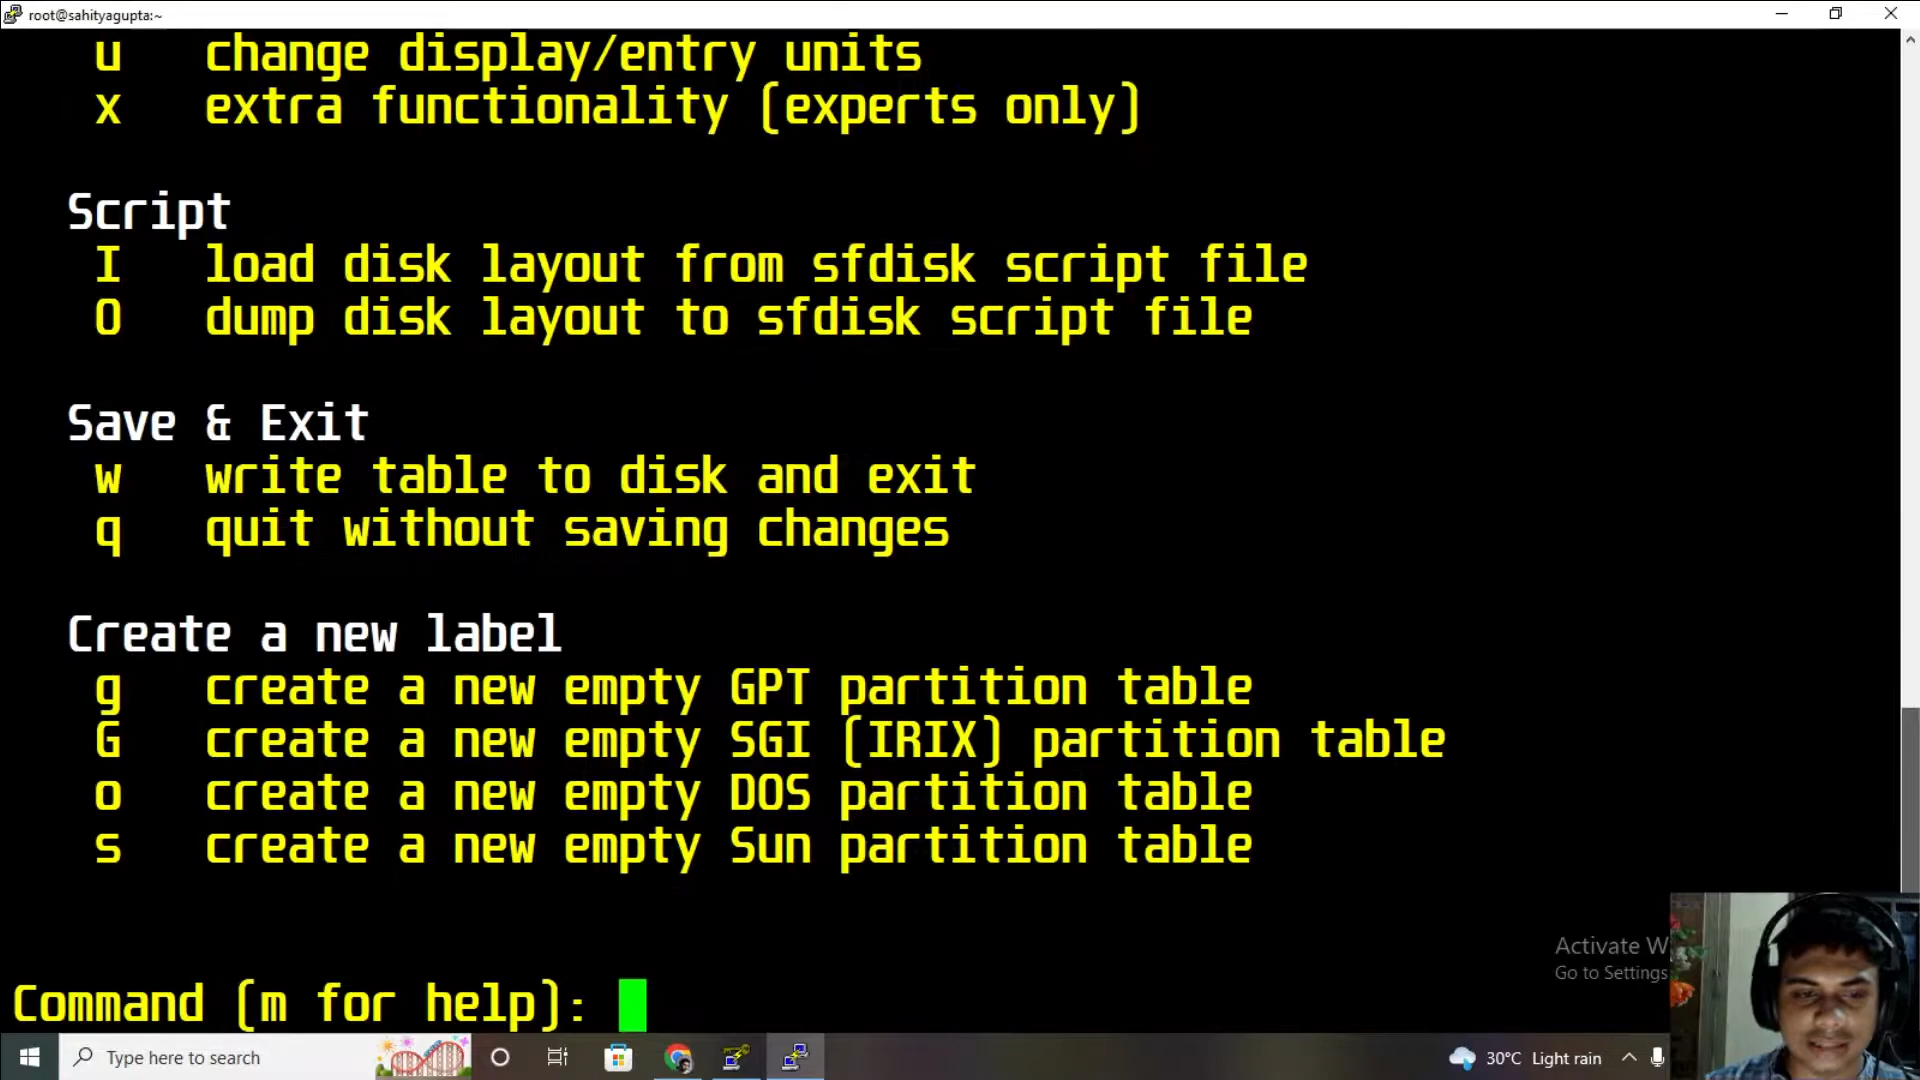 root@sahityagupta:~
u change display/entry units
x extra functionality (experts only)
Script
I load disk layout from sfdisk script file
O dump disk layout to sfdisk script file
Save & Exit
w write table to disk and exit
q quit without saving changes
Create a new label
g create a new empty GPT partition table
G create a new empty SGI (IRIX) partition table
o create a new empty DOS partition table
s create a new empty Sun partition table
Activate W
Go to Settings
Command (m for help):
Type here to search
30°C Light rain